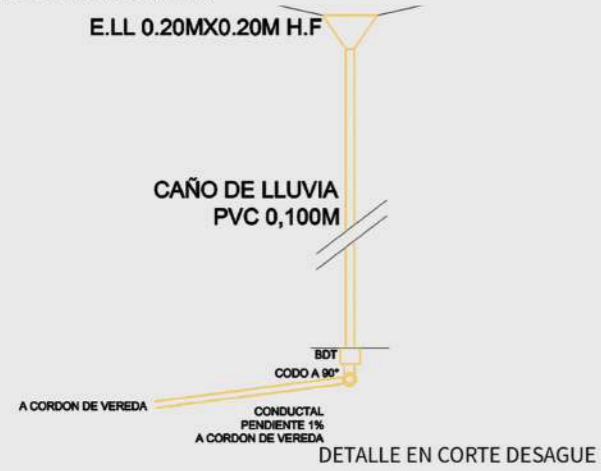 E.LL 0.20MX0.20M H.F
CAÑO DE LLUVIA
PVC 0,100M
BDT
CODO A 90°
A CORDON DE VEREDA
CONDUCTAL
PENDIENTE 1%
A CORDON DE VEREDA
DETALLE EN CORTE DESAGUE